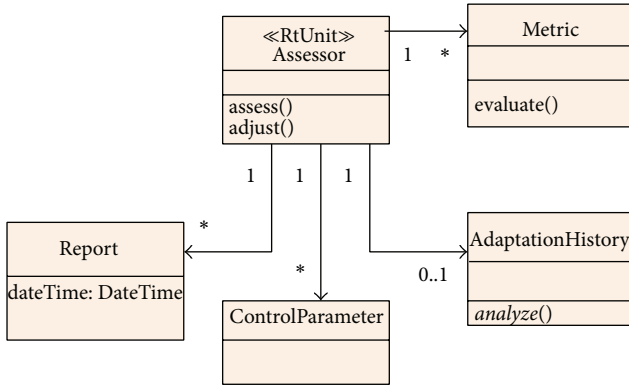 ≪RtUnit≫
Assessor
assess()
adjust()
1
*
Metric
evaluate()
1
1
1
*
Report
dateTime: DateTime
*
ControlParameter
0..1
AdaptationHistory
analyze()